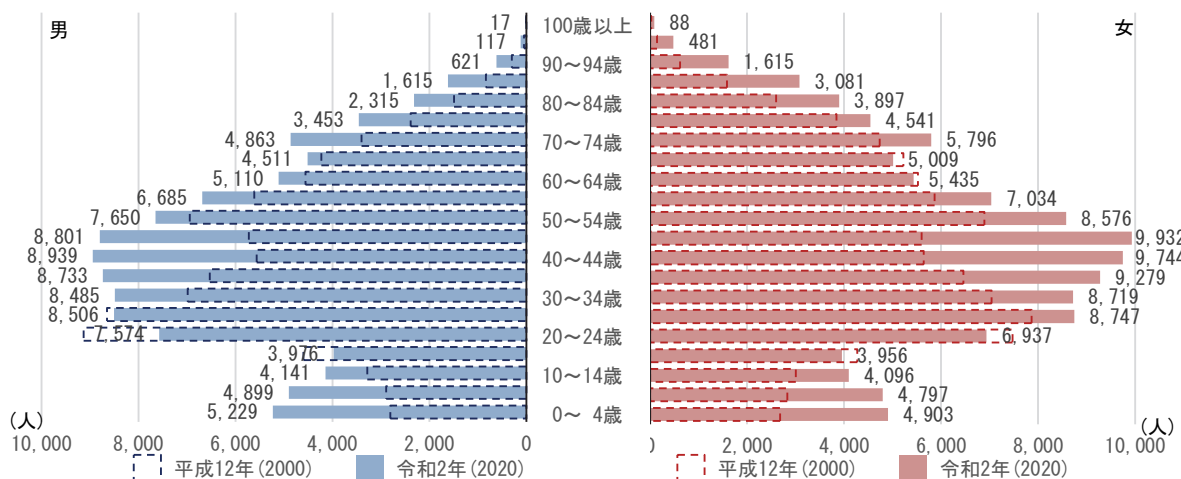 男 17 100歳以上 88 女
117 481
621 90～94歳 1,615
1,615 3,081
2,315 80～84歳 3,897
3,453 4,541
4,863 70～74歳 5,796
4,511 5,009
5,110 60～64歳 5,435
6,685 7,034
7,650 50～54歳 8,576
8,801 9,932
8,939 40～44歳 9,744
8,733 9,279
8,485 30～34歳 8,719
8,506 8,747
7,574 20～24歳 6,937
3,976 3,956
4,141 10～14歳 4,096
4,899 4,797
5,229 0～ 4歳 4,903
(人) (人)
10,000 8,000 6,000 4,000 2,000 0 0 2,000 4,000 6,000 8,000 10,000
平成12年(2000) 令和2年(2020) 平成12年(2000) 令和2年(2020)